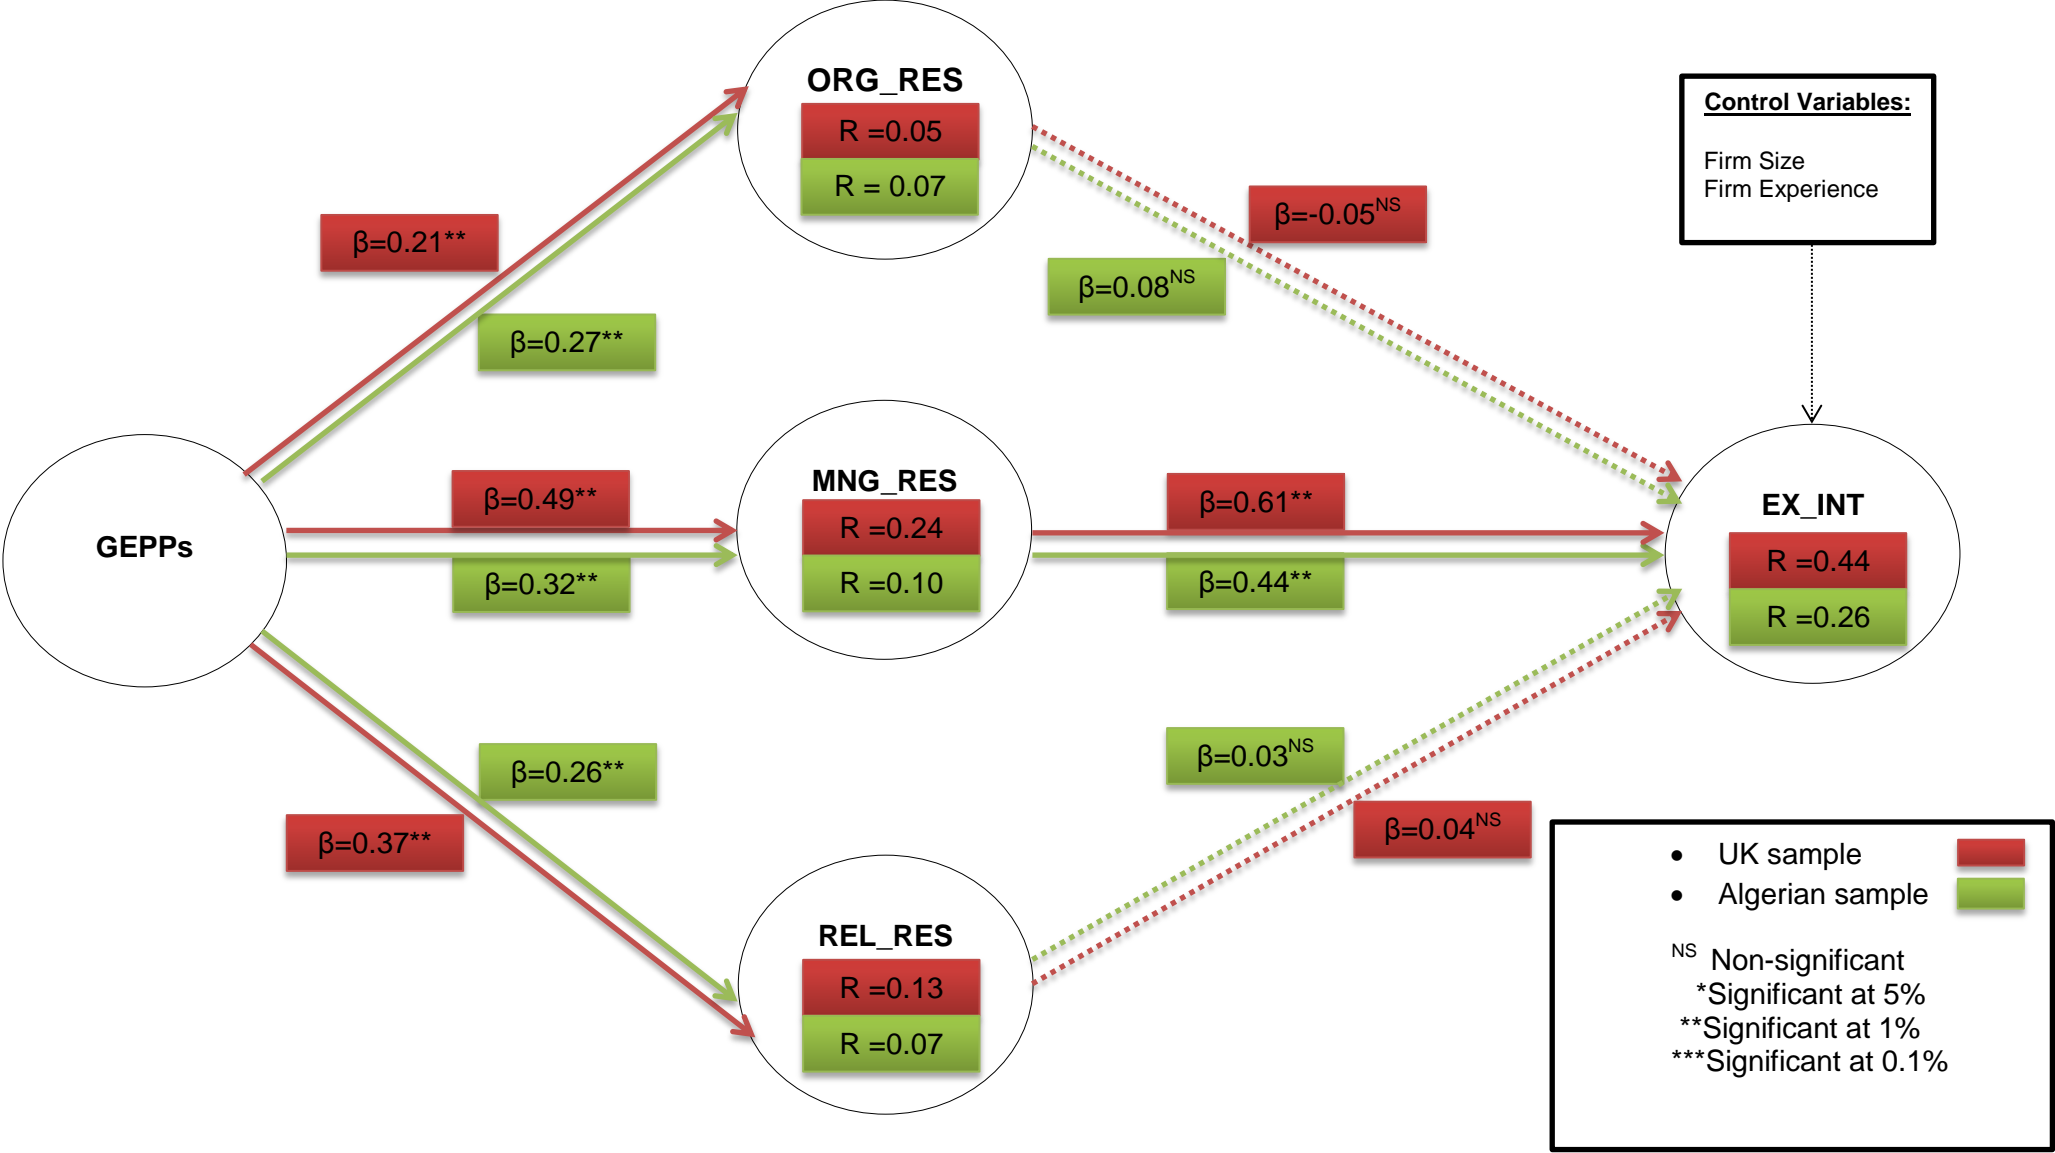 ORG_RES
R =0.05
R = 0.07
Control Variables:
Firm Size
Firm Experience
β=0.21**
β=-0.05NS
β=0.08NS
β=0.27**
GEPPs
β=0.49**
β=0.32**
MNG_RES
R =0.24
R =0.10
β=0.61**
β=0.44**
EX_INT
R =0.44
R =0.26
β=0.26**
β=0.37**
β=0.03NS
β=0.04NS
REL_RES
R =0.13
R =0.07
• UK sample
• Algerian sample
NS Non-significant
*Significant at 5%
**Significant at 1%
***Significant at 0.1%